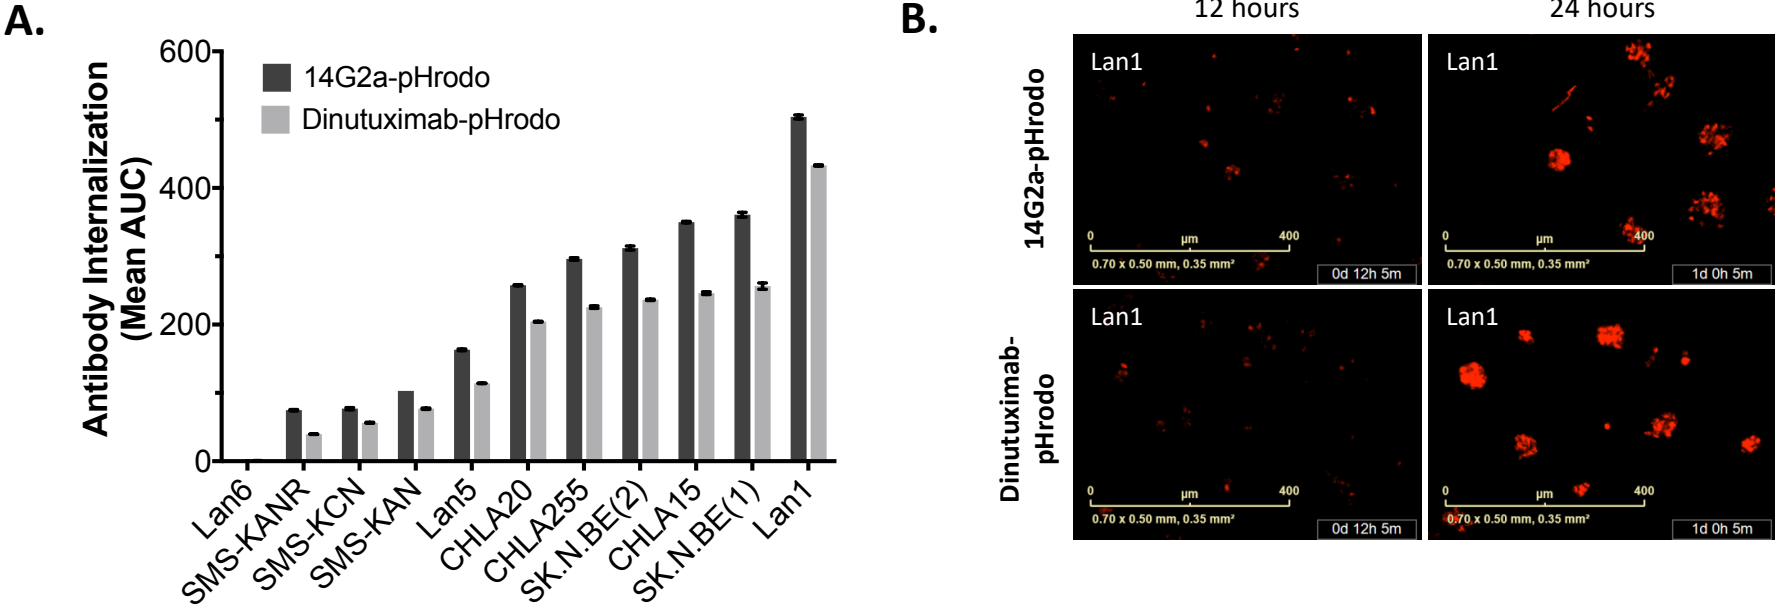 A.
600
400
200
0
Antibody Internalization
(Mean AUC)
14G2a-pHrodo
Dinutuximab-pHrodo
Lan6
SMS-KANR
SMS-KCN
SMS-KAN
Lan5
CHLA20
CHLA255
SK.N.BE(2)
CHLA15
SK.N.BE(1)
Lan1
B.
12 hours
24 hours
14G2a-pHrodo
Lan1
0 µm 400
0.70 x 0.50 mm, 0.35 mm²
0d 12h 5m
Lan1
0 µm 400
0.70 x 0.50 mm, 0.35 mm²
1d 0h 5m
Dinutuximab-
pHrodo
Lan1
0 µm 400
0.70 x 0.50 mm, 0.35 mm²
0d 12h 5m
Lan1
0 µm 400
0.70 x 0.50 mm, 0.35 mm²
1d 0h 5m